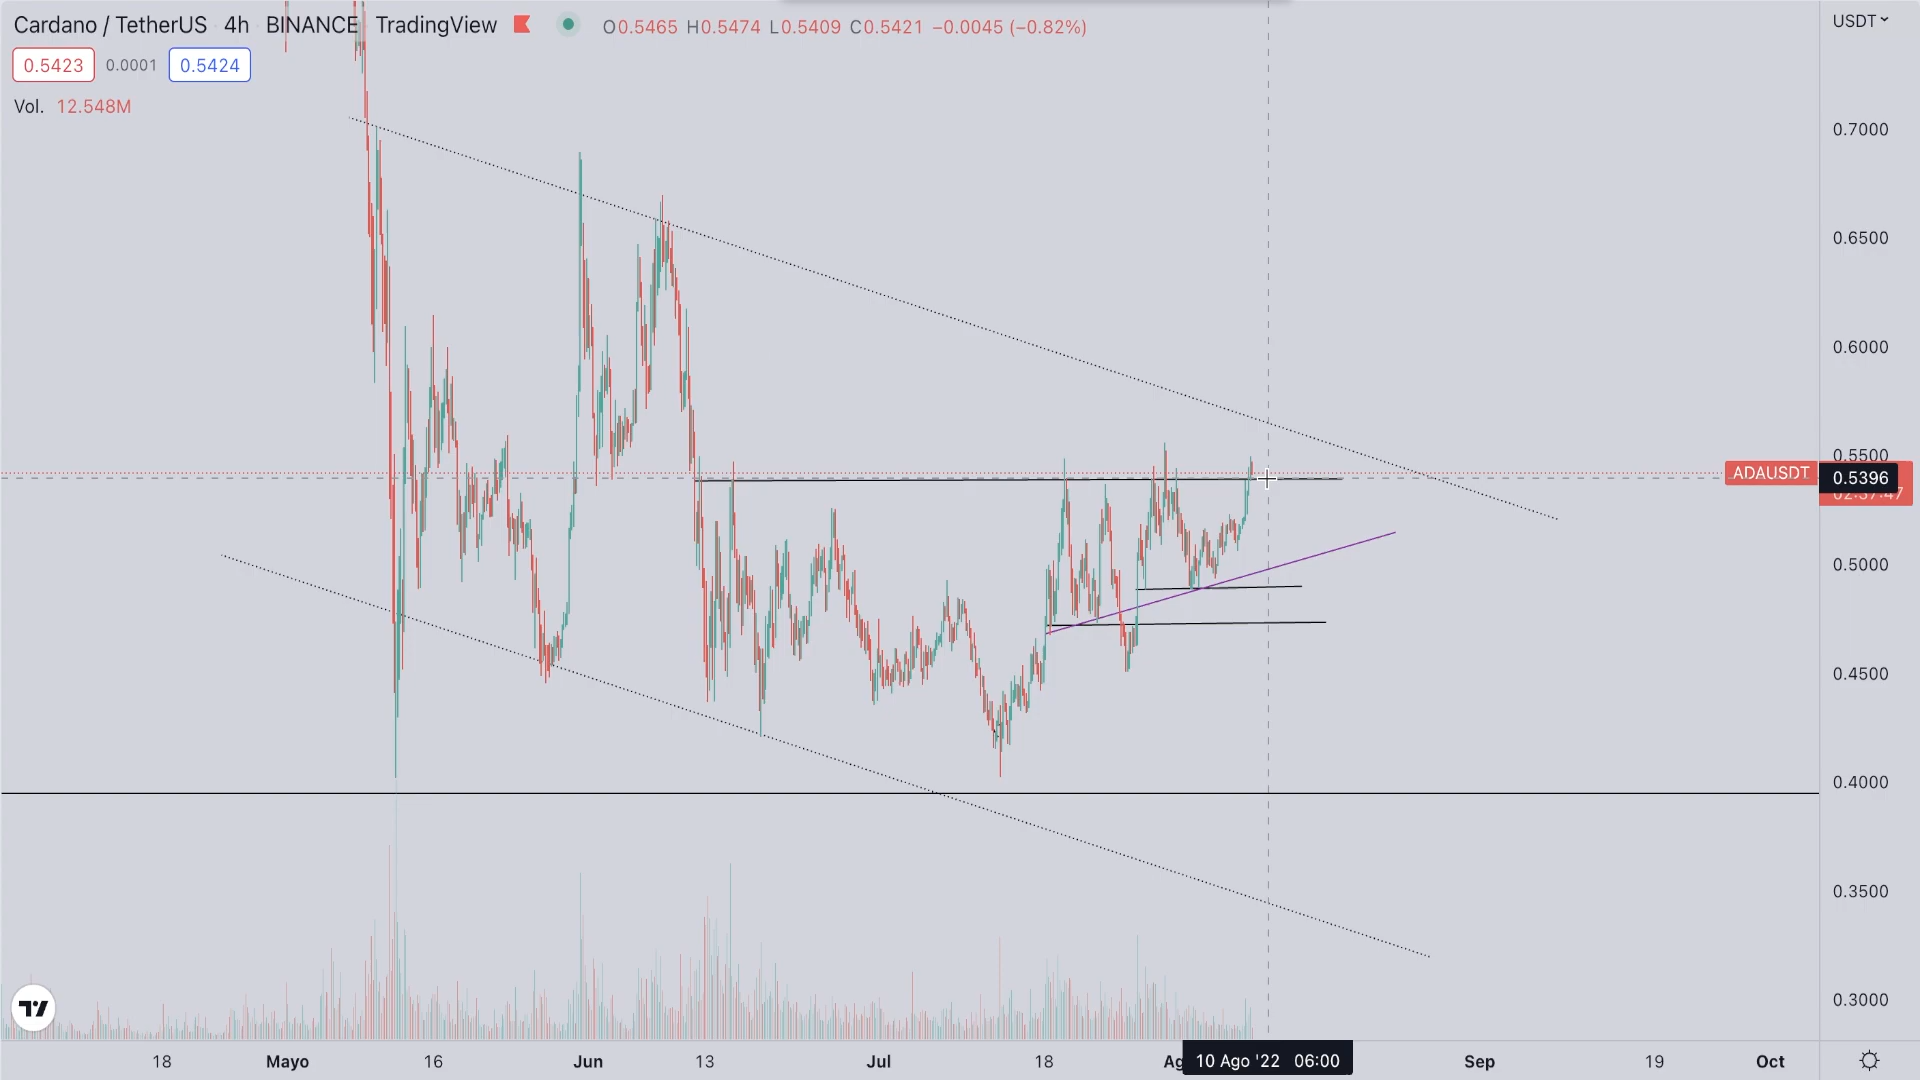 Cardano / TetherUS 4h BINANCE TradingView O0.5465 H0.5474 L0.5409 C0.5421 −0.0045 (−0.82%)
USDT
0.5423 0.0001 0.5424
Vol. 12.548M
0.7000
0.6500
0.6000
0.5500
ADAUSDT 0.5396
0.5000
0.4500
0.4000
0.3500
0.3000
18 Mayo 16 Jun 13 Jul 18 Ag 10 Ago '22 06:00 Sep 19 Oct